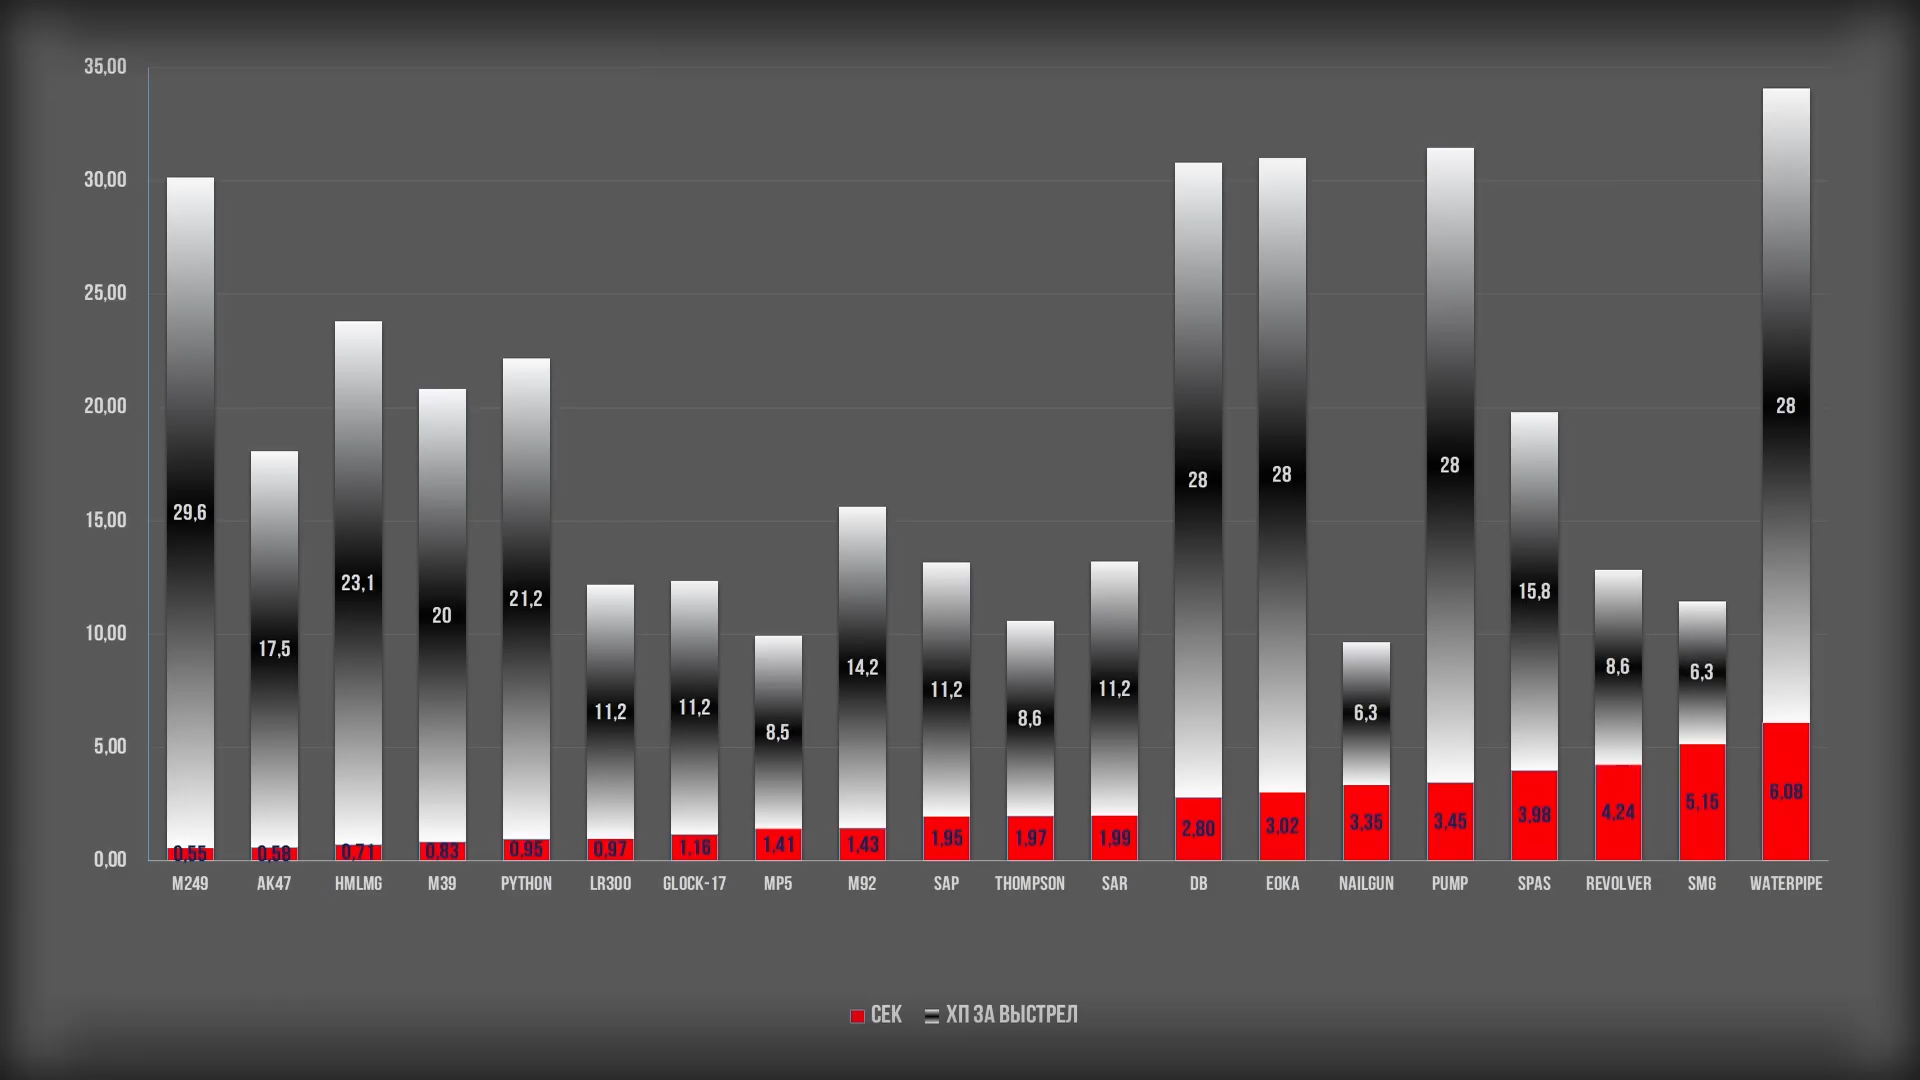 35,00
30,00
25,00
20,00
15,00
10,00
5,00
0,00
29,6 17,5 23,1 20 21,2 11,2 11,2 8,5 14,2 11,2 8,6 11,2 28 28 6,3 28 15,8 8,6 6,3 28
0,55 0,58 0,71 0,83 0,95 0,97 1,16 1,41 1,43 1,95 1,97 1,99 2,80 3,02 3,35 3,45 3,98 4,24 5,15 6,08
M249 AK47 HMLMG M39 PYTHON LR300 GLOCK-17 MP5 M92 SAP THOMPSON SAR DB EOKA NAILGUN PUMP SPAS REVOLVER SMG WATERPIPE
СЕК ХП ЗА ВЫСТРЕЛ